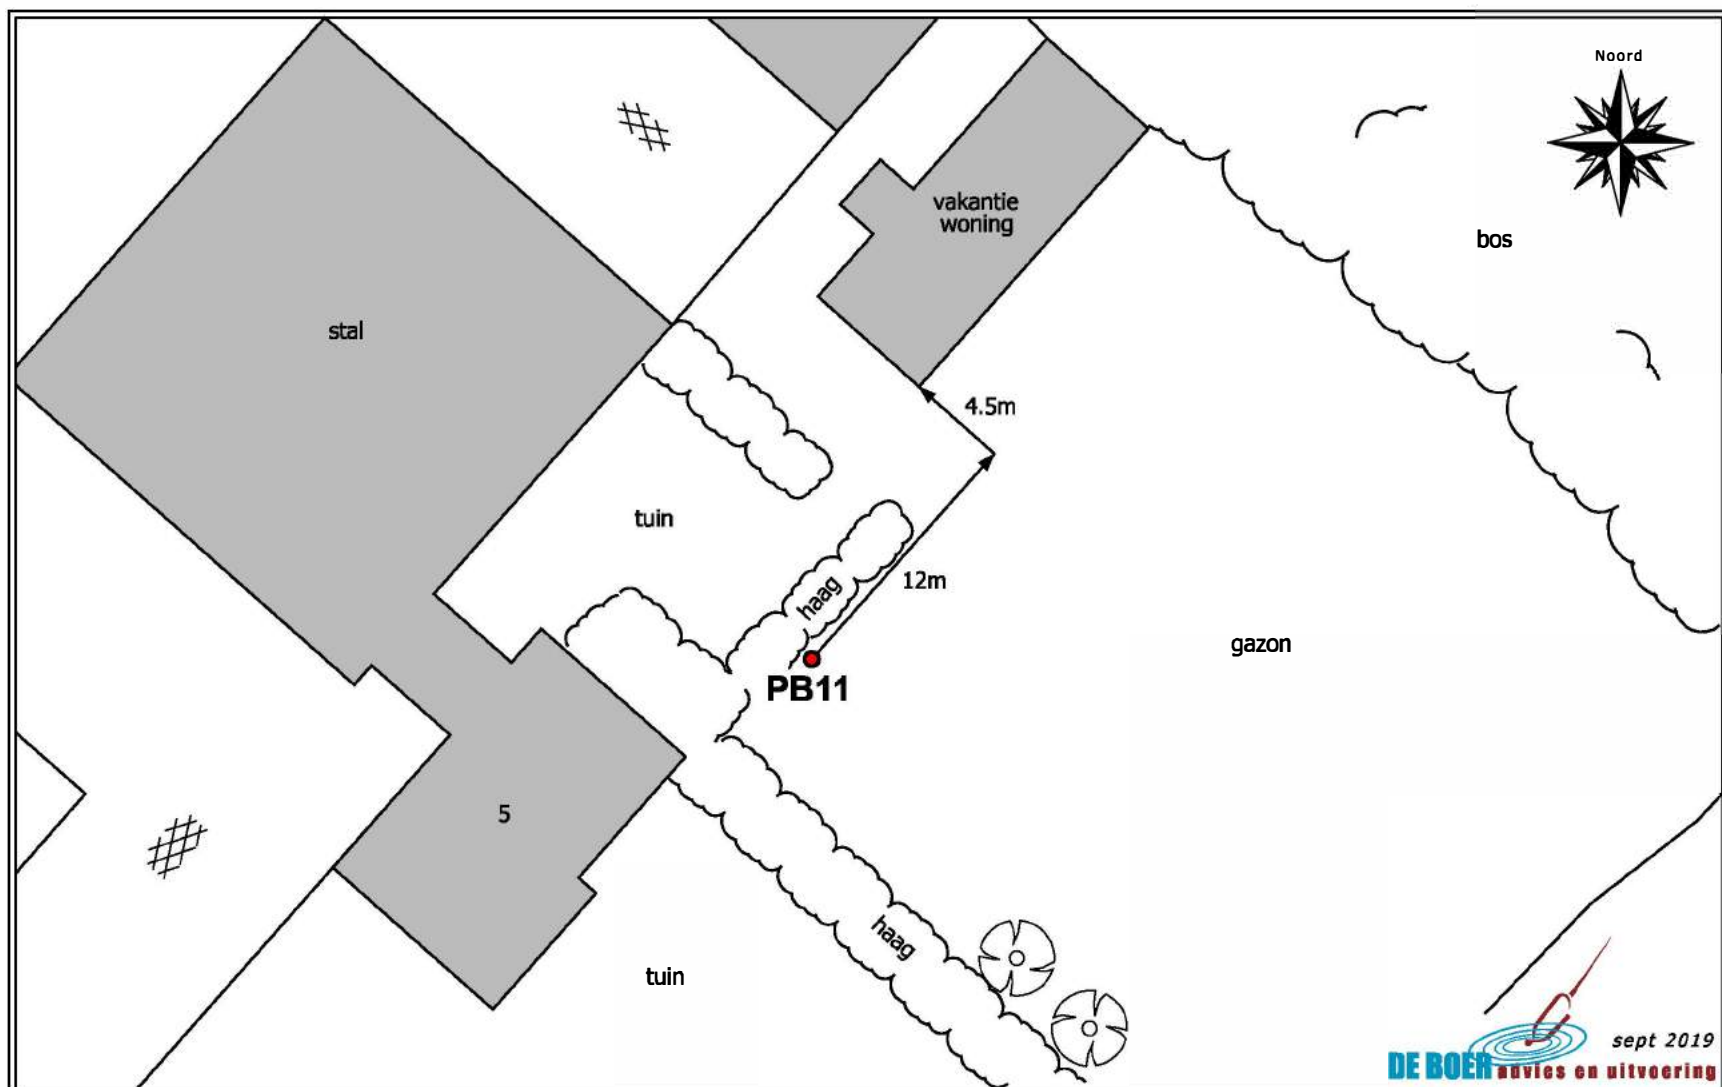 Noord
vakantie
woning
bos
stal
4.5m
tuin
12m
haag
gazon
PB11
5
haag
tuin
sept 2019
DE BOER advies en uitvoering